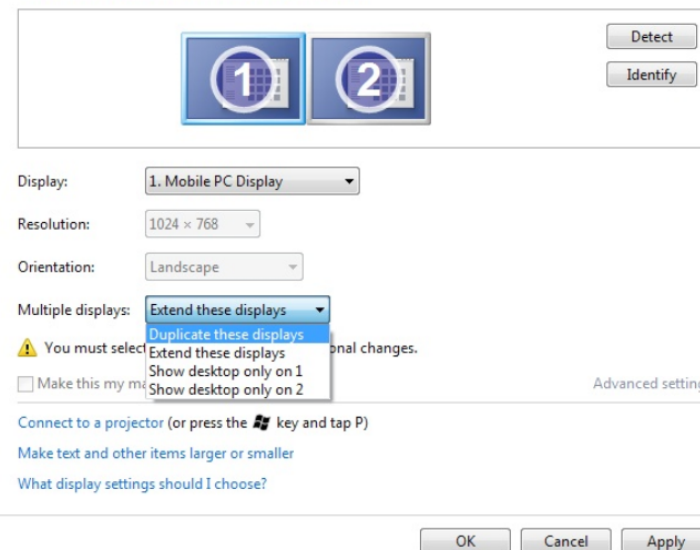 1 2
Detect
Identify
Display: 1. Mobile PC Display
Resolution: 1024 × 768
Orientation: Landscape
Multiple displays: Extend these displays
Duplicate these displays
Extend these displays
Show desktop only on 1
Show desktop only on 2
You must select onal changes.
Make this my ma
Advanced setting
Connect to a projector (or press the key and tap P)
Make text and other items larger or smaller
What display settings should I choose?
OK Cancel Apply